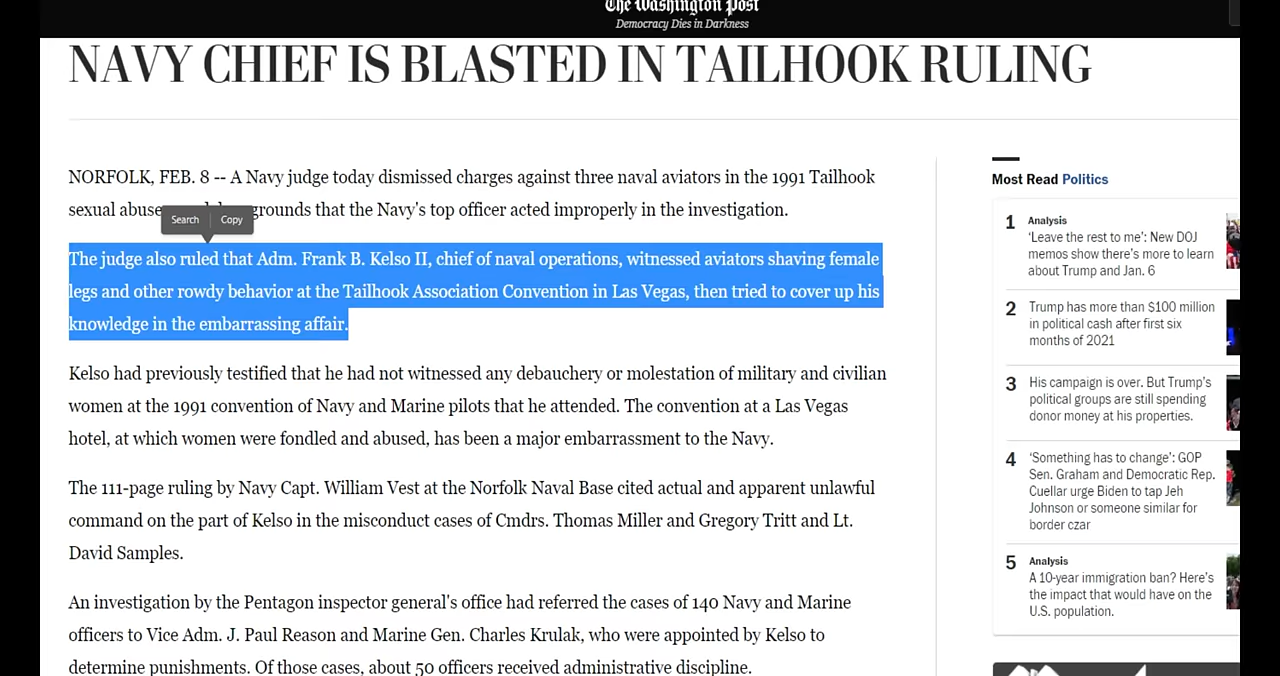 The Washington Post
Democracy Dies in Darkness
NAVY CHIEF IS BLASTED IN TAILHOOK RULING
NORFOLK, FEB. 8 -- A Navy judge today dismissed charges against three naval aviators in the 1991 Tailhook
sexual abuse grounds that the Navy's top officer acted improperly in the investigation.
Search Copy
The judge also ruled that Adm. Frank B. Kelso II, chief of naval operations, witnessed aviators shaving female
legs and other rowdy behavior at the Tailhook Association Convention in Las Vegas, then tried to cover up his
knowledge in the embarrassing affair.
Kelso had previously testified that he had not witnessed any debauchery or molestation of military and civilian
women at the 1991 convention of Navy and Marine pilots that he attended. The convention at a Las Vegas
hotel, at which women were fondled and abused, has been a major embarrassment to the Navy.
The 111-page ruling by Navy Capt. William Vest at the Norfolk Naval Base cited actual and apparent unlawful
command on the part of Kelso in the misconduct cases of Cmdrs. Thomas Miller and Gregory Tritt and Lt.
David Samples.
An investigation by the Pentagon inspector general's office had referred the cases of 140 Navy and Marine
officers to Vice Adm. J. Paul Reason and Marine Gen. Charles Krulak, who were appointed by Kelso to
determine punishments. Of those cases, about 50 officers received administrative discipline.
Most Read Politics
1 Analysis
‘Leave the rest to me’: New DOJ
memos show there’s more to learn
about Trump and Jan. 6
2 Trump has more than $100 million
in political cash after first six
months of 2021
3 His campaign is over. But Trump’s
political groups are still spending
donor money at his properties.
4 ‘Something has to change’: GOP
Sen. Graham and Democratic Rep.
Cuellar urge Biden to tap Jeh
Johnson or someone similar for
border czar
5 Analysis
A 10-year immigration ban? Here’s
the impact that would have on the
U.S. population.